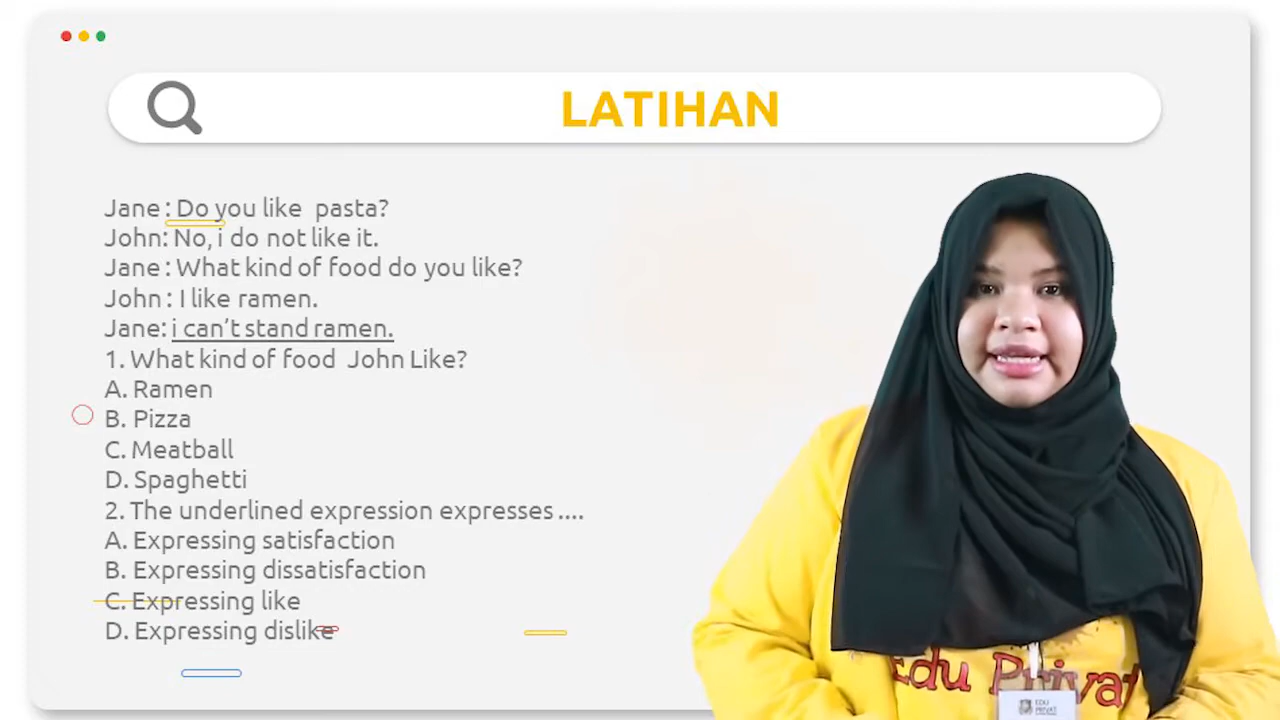 LATIHAN
Jane : Do you like pasta?
John: No, i do not like it.
Jane : What kind of food do you like?
John : I like ramen.
Jane: i can't stand ramen.
1. What kind of food John Like?
A. Ramen
B. Pizza
C. Meatball
D. Spaghetti
2. The underlined expression expresses ....
A. Expressing satisfaction
B. Expressing dissatisfaction
C. Expressing like
D. Expressing dislike
Edu Privat
EDU
PRIVAT